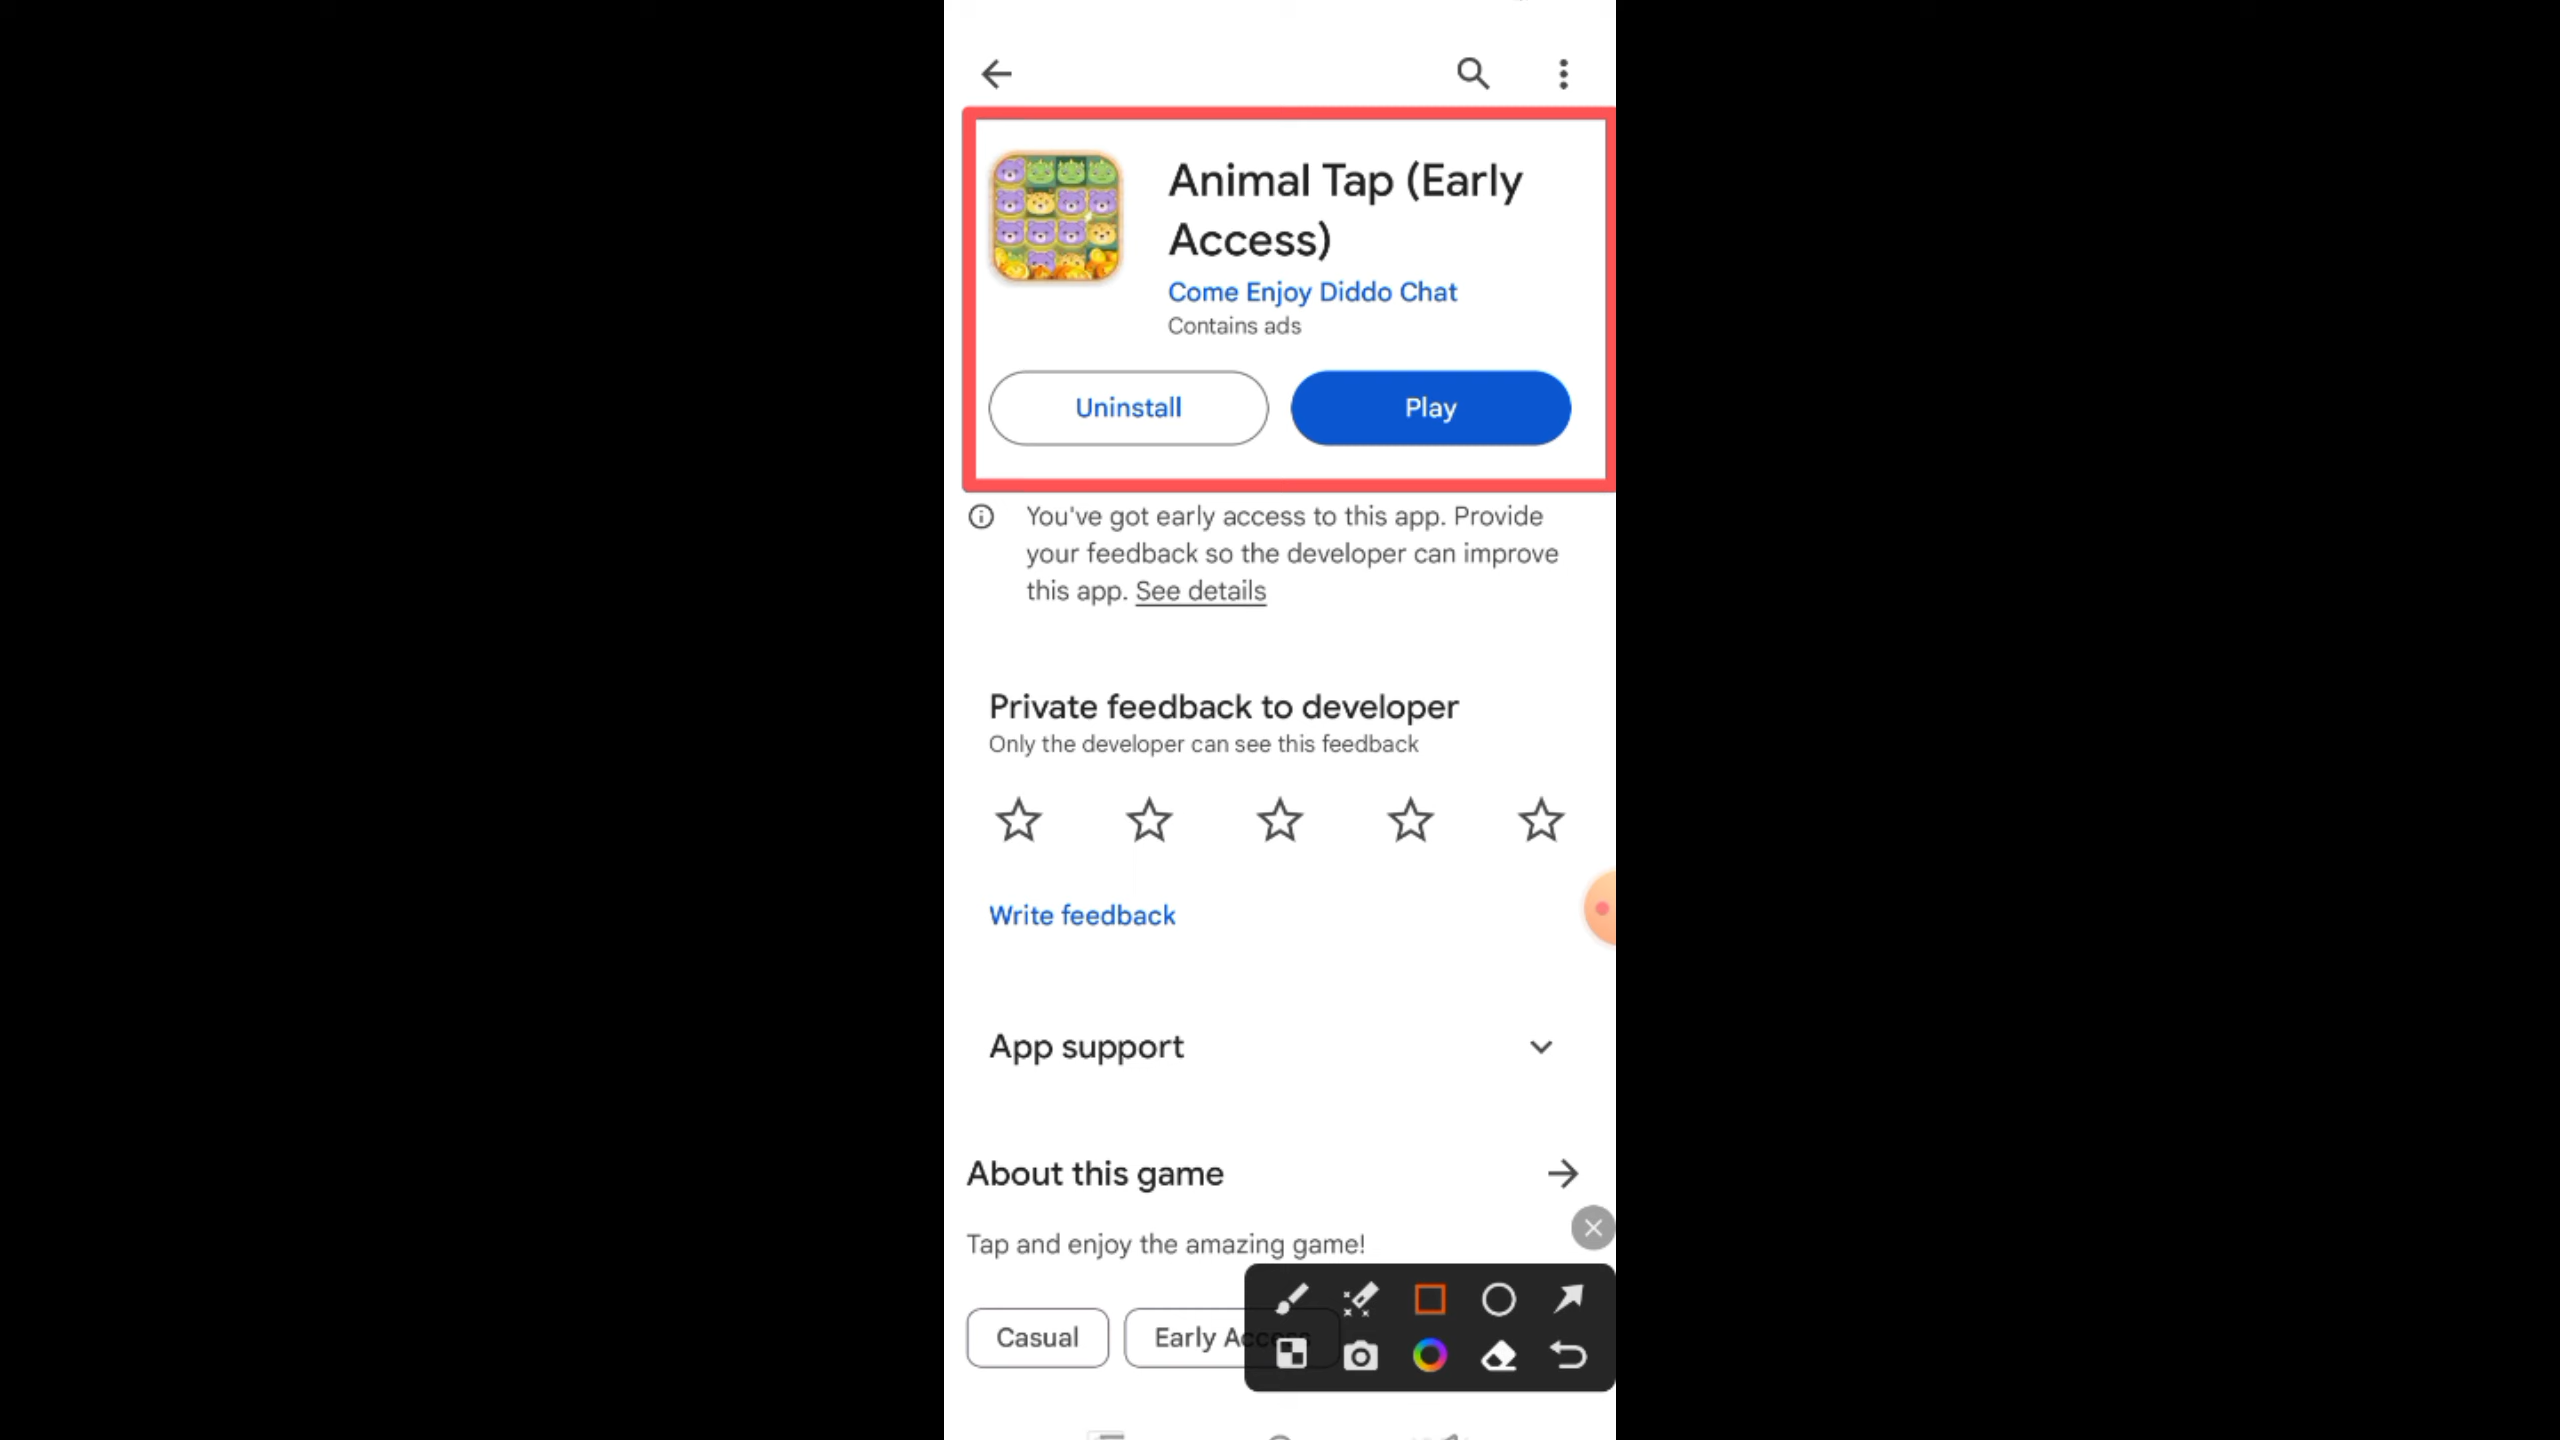 Animal Tap (Early
Access)
Come Enjoy Diddo Chat
Contains ads
Uninstall
Play
You've got early access to this app. Provide
your feedback so the developer can improve
this app. See details
Private feedback to developer
Only the developer can see this feedback
Write feedback
App support
About this game
Tap and enjoy the amazing game!
Casual
Early Access